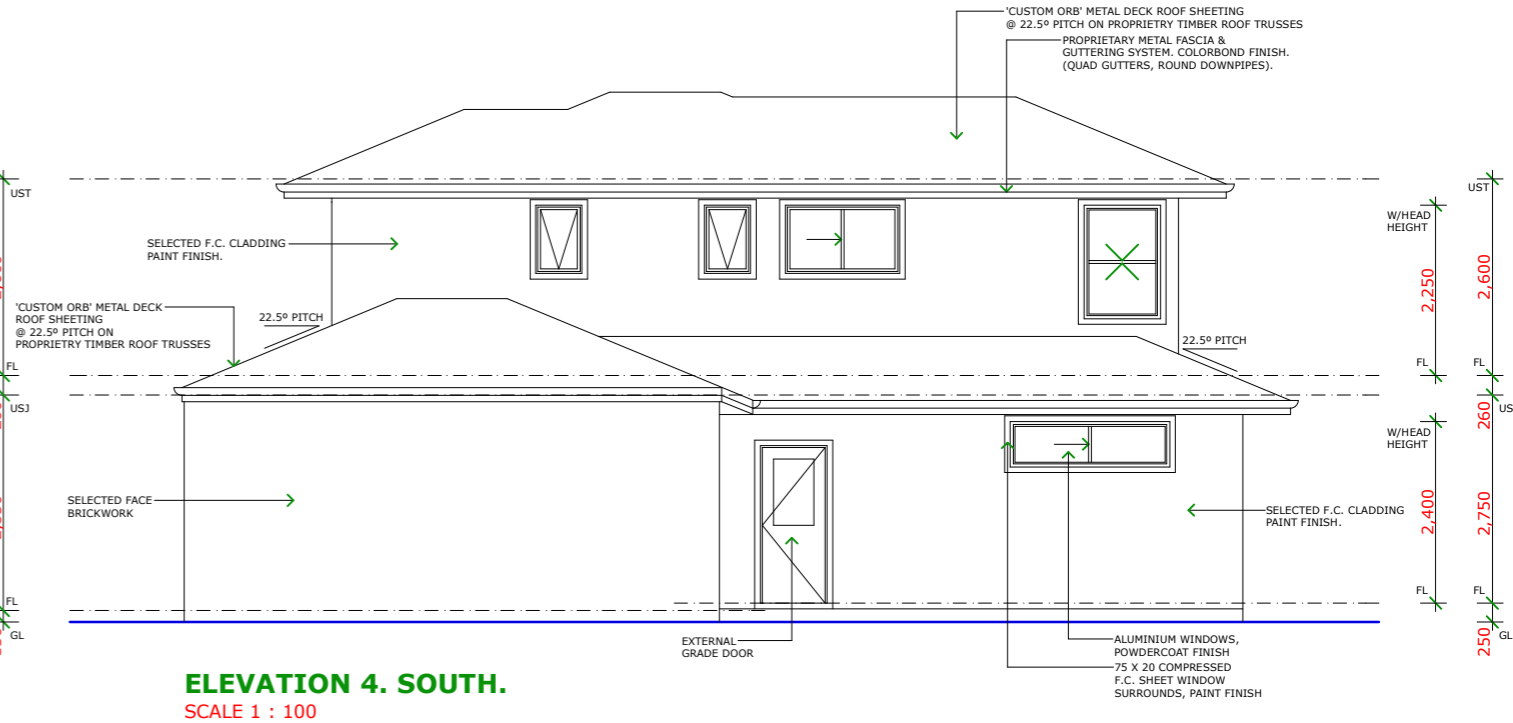 'CUSTOM ORB' METAL DECK ROOF SHEETING
@ 22.5º PITCH ON PROPRIETRY TIMBER ROOF TRUSSES
PROPRIETARY METAL FASCIA &
GUTTERING SYSTEM. COLORBOND FINISH.
(QUAD GUTTERS, ROUND DOWNPIPES).
UST
UST
W/HEAD
HEIGHT
SELECTED F.C. CLADDING
PAINT FINISH.
2,250
2,600
'CUSTOM ORB' METAL DECK
ROOF SHEETING
@ 22.5º PITCH ON
PROPRIETRY TIMBER ROOF TRUSSES
22.5º PITCH
22.5º PITCH
FL
FL
FL
USJ
260
US
W/HEAD
HEIGHT
SELECTED FACE
BRICKWORK
SELECTED F.C. CLADDING
PAINT FINISH.
2,400
2,750
FL
FL
FL
GL
250
GL
EXTERNAL
GRADE DOOR
ALUMINIUM WINDOWS,
POWDERCOAT FINISH
75 X 20 COMPRESSED
F.C. SHEET WINDOW
SURROUNDS, PAINT FINISH
ELEVATION 4. SOUTH.
SCALE 1 : 100